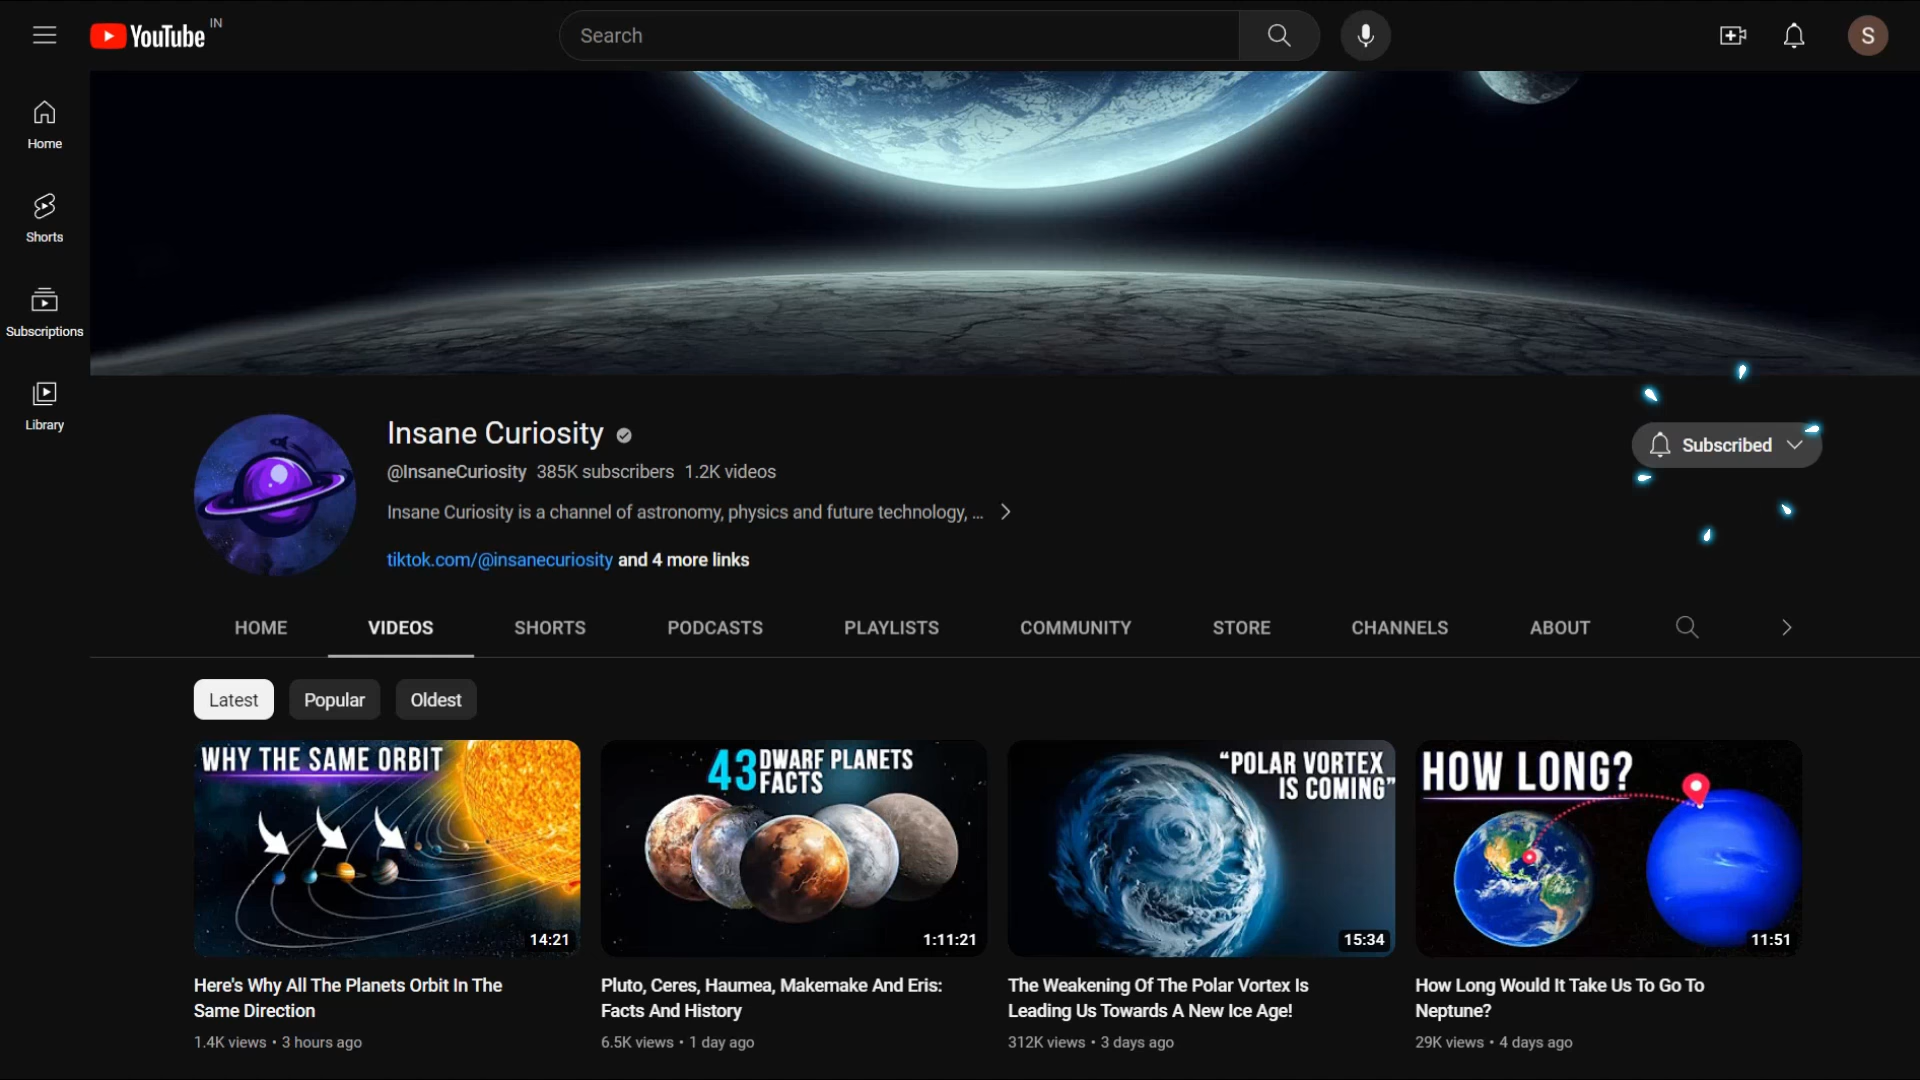 YouTube IN
Search
S
Home
Shorts
Subscriptions
Library
Insane Curiosity
@InsaneCuriosity 385K subscribers 1.2K videos
Insane Curiosity is a channel of astronomy, physics and future technology, ...
tiktok.com/@insanecuriosity and 4 more links
Subscribed
HOME VIDEOS SHORTS PODCASTS PLAYLISTS COMMUNITY STORE CHANNELS ABOUT
Latest Popular Oldest
WHY THE SAME ORBIT
14:21
Here's Why All The Planets Orbit In The
Same Direction
1.4K views • 3 hours ago
43 DWARF PLANETS
FACTS
1:11:21
Pluto, Ceres, Haumea, Makemake And Eris:
Facts And History
6.5K views • 1 day ago
“POLAR VORTEX
IS COMING”
15:34
The Weakening Of The Polar Vortex Is
Leading Us Towards A New Ice Age!
312K views • 3 days ago
HOW LONG?
11:51
How Long Would It Take Us To Go To
Neptune?
29K views • 4 days ago